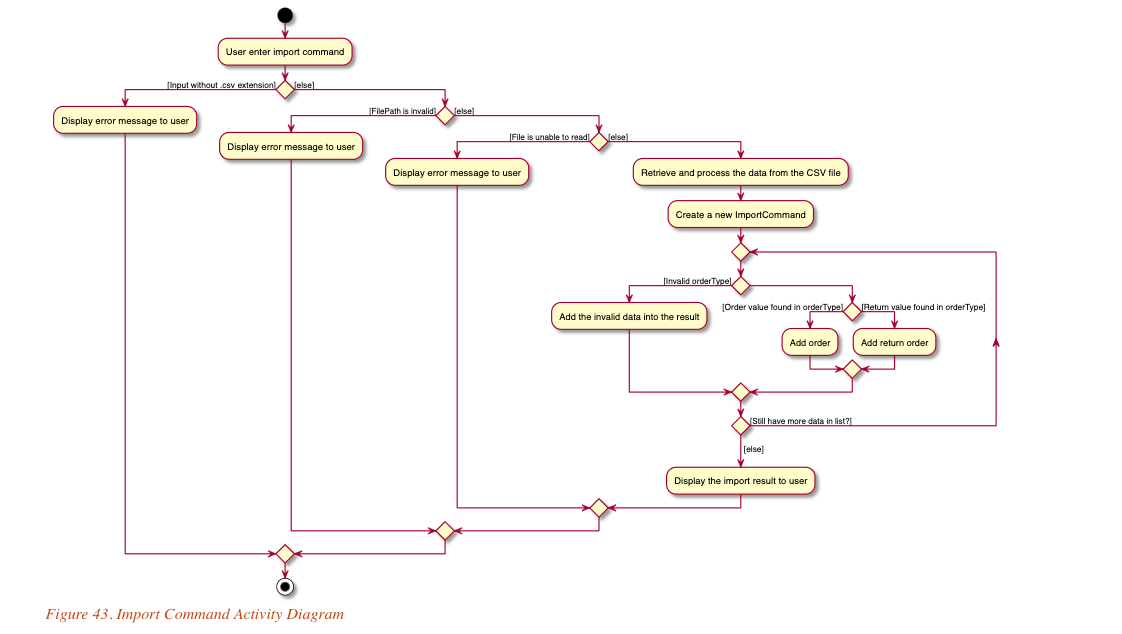 User enter import command
[Input without .csv extension]
[else]
Display error message to user
[FilePath is invalid]
[else]
Display error message to user
[File is unable to read]
[else]
Display error message to user
Retrieve and process the data from the CSV file
Create a new ImportCommand
[Invalid orderType]
Add the invalid data into the result
[Order value found in orderType]
[Return value found in orderType]
Add order
Add return order
[Still have more data in list?]
[else]
Display the import result to user
Figure 43. Import Command Activity Diagram